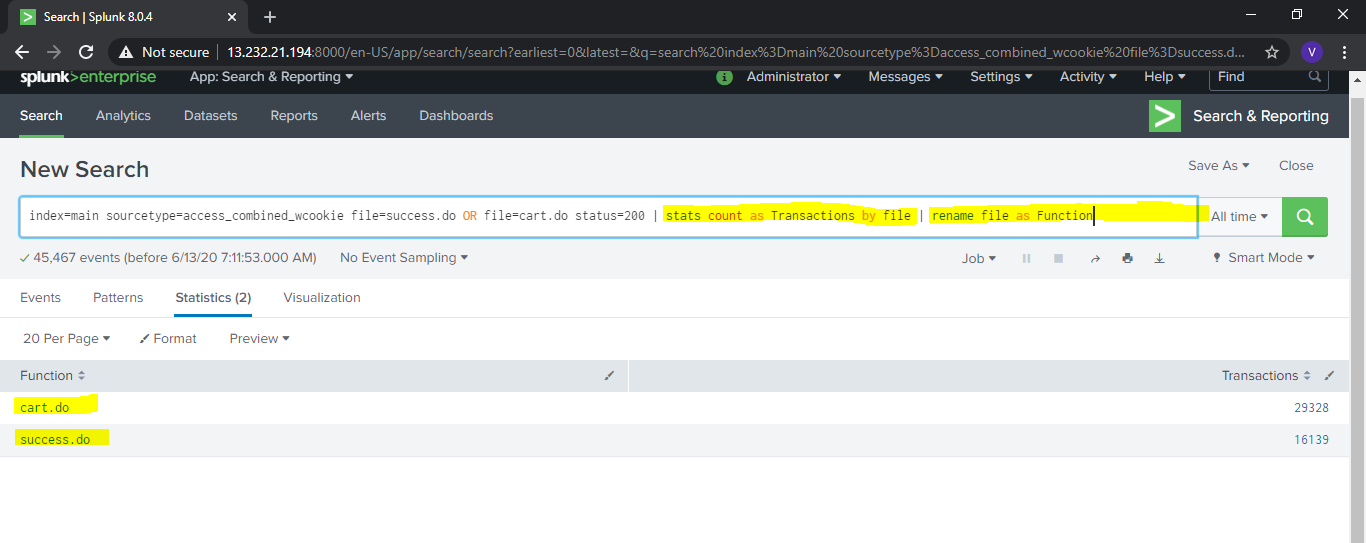 Search | Splunk 8.0.4
Not secure | 13.232.21.194:8000/en-US/app/search/search?earliest=0&latest=&q=search%20index%3Dmain%20sourcetype%3Daccess_combined_wcookie%20file%3Dsuccess.d...
V
splunk>enterprise App: Search & Reporting Administrator Messages Settings Activity Help Find
Search Analytics Datasets Reports Alerts Dashboards Search & Reporting
New Search Save As Close
index=main sourcetype=access_combined_wcookie file=success.do OR file=cart.do status=200 | stats count as Transactions by file | rename file as Function All time
45,467 events (before 6/13/20 7:11:53.000 AM) No Event Sampling Job Smart Mode
Events Patterns Statistics (2) Visualization
20 Per Page Format Preview
Function Transactions
cart.do 29328
success.do 16139